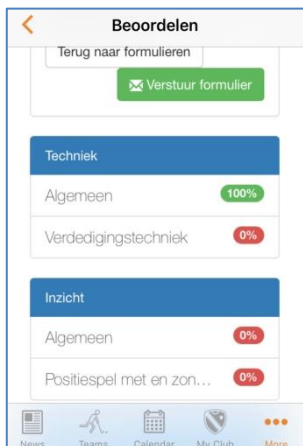 Beoordelen
Terug naar formulieren
Verstuur formulier
Techniek
Algemeen 100%
Verdedigingstechniek 0%
Inzicht
Algemeen 0%
Positiespel met en zon... 0%
News Teams Calendar My Club More